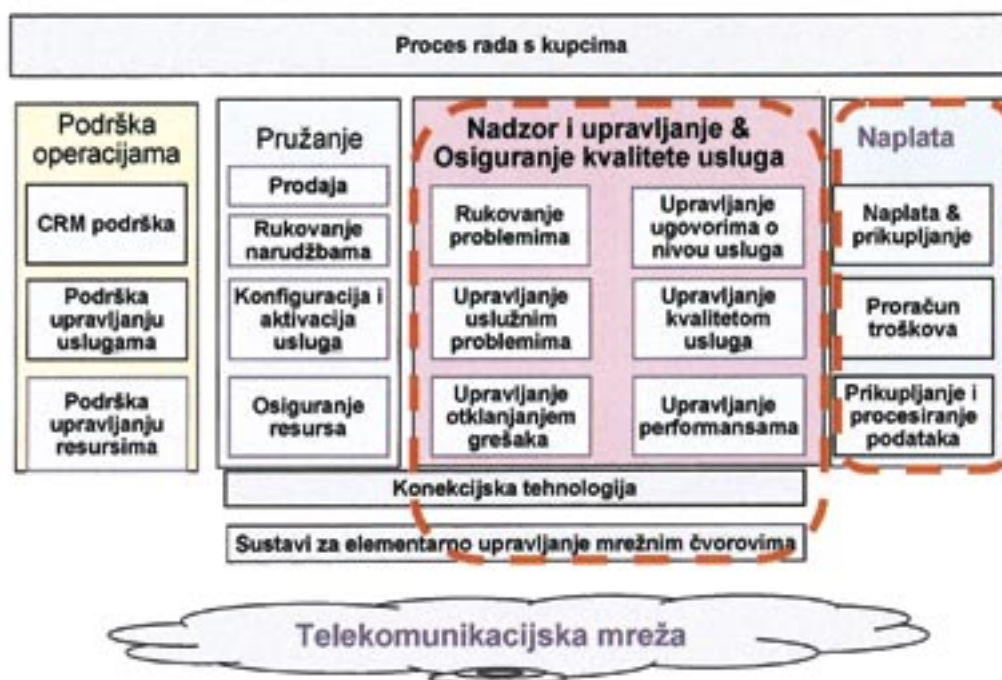 Proces rada s kupcima
Podrška
operacijama
CRM podrška
Podrška
upravljanju
uslugama
Podrška
upravljanju
resursima
Pružanje
Prodaja
Rukovanje
narudžbama
Konfiguracija i
aktivacija
usluga
Osiguranje
resursa
Nadzor i upravljanje &
Osiguranje kvalitete usluga
Rukovanje
problemima
Upravljanje
uslužnim
problemima
Upravljanje
otklanjanjem
grešaka
Upravljanje
ugovorima o
nivou usluga
Upravljanje
kvalitetom
usluga
Upravljanje
performansama
Naplata
Naplata &
prikupljanje
Proračun
troškova
Prikupljanje i
procesiranje
podataka
Konekcijska tehnologija
Sustavi za elementarno upravljanje mrežnim čvorovima
Telekomunikacijska mreža